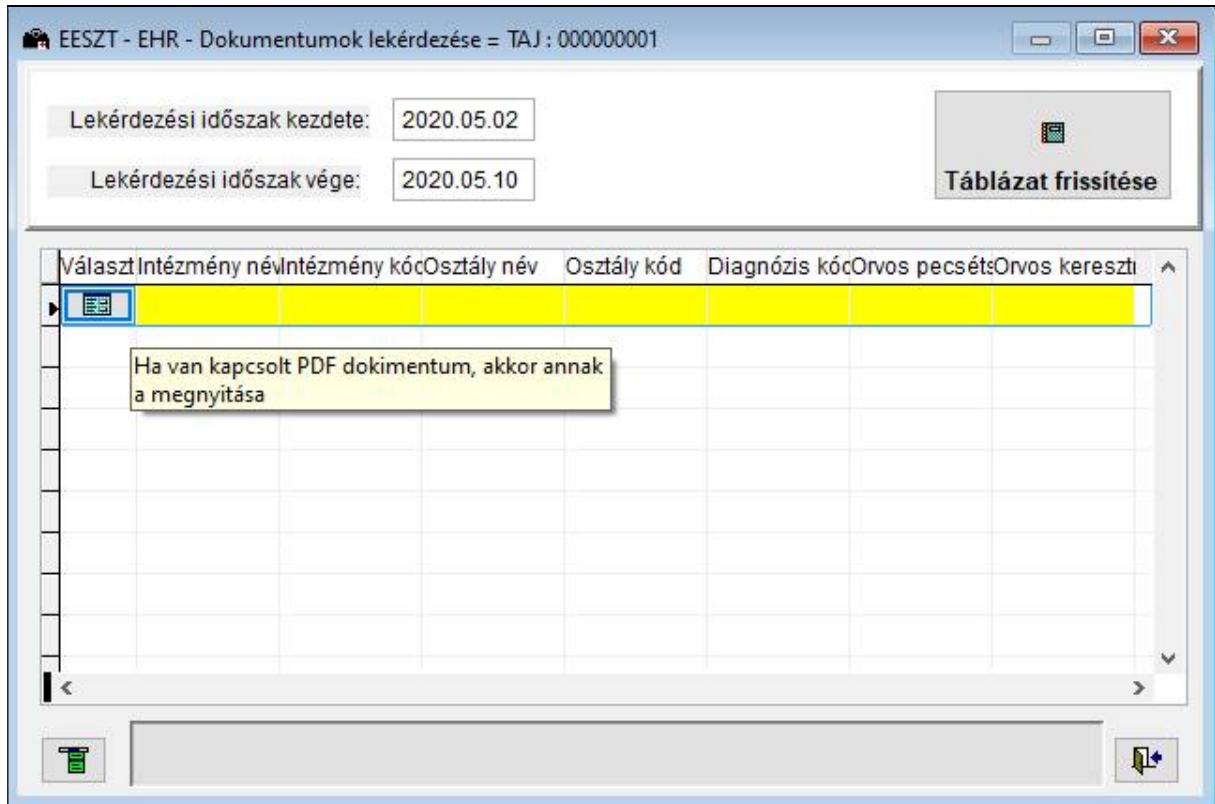 EESZT - EHR - Dokumentumok lekérdezése = TAJ : 000000001
Lekérdezési időszak kezdete: 2020.05.02
Lekérdezési időszak vége: 2020.05.10
Táblázat frissítése
Választ Intézmény név Intézmény kód Osztály név Osztály kód Diagnózis kód Orvos pecséts Orvos keresztn
Ha van kapcsolt PDF dokimentum, akkor annak
a megnyitása